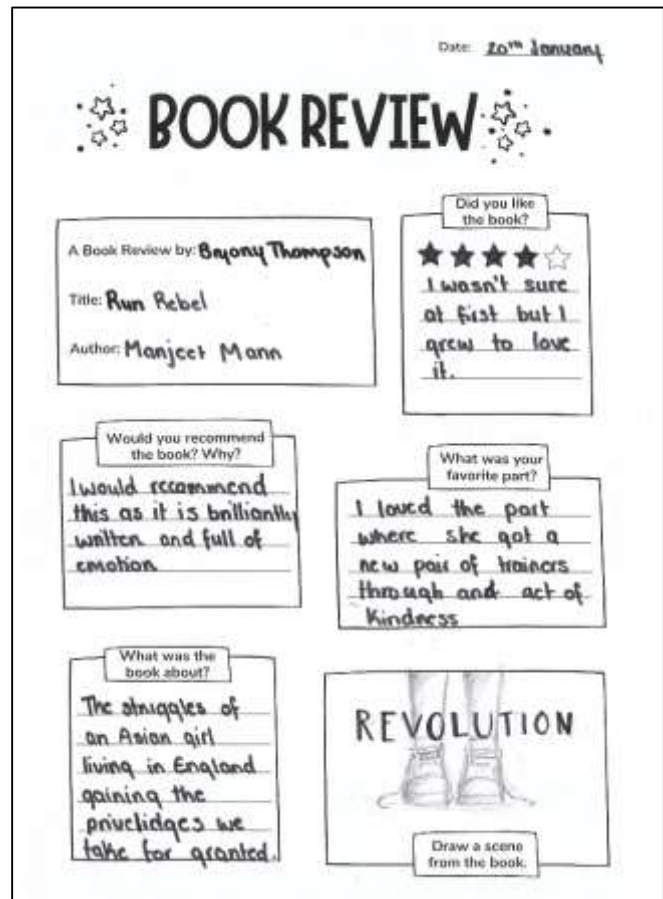 Date: 20th January
BOOK REVIEW
A Book Review by: Bryony Thompson
Title: Run Rebel
Author: Manjeet Mann
Did you like
the book?
I wasn't sure
at first but I
grew to love
it.
Would you recommend
the book? Why?
I would recommend
this as it is brilliantly
written and full of
emotion
What was your
favorite part?
I loved the part
where she got a
new pair of trainers
through and act of
kindness
What was the
book about?
The struggles of
an Asian girl
living in England
gaining the
privelidges we
take for granted.
REVOLUTION
Draw a scene
from the book.